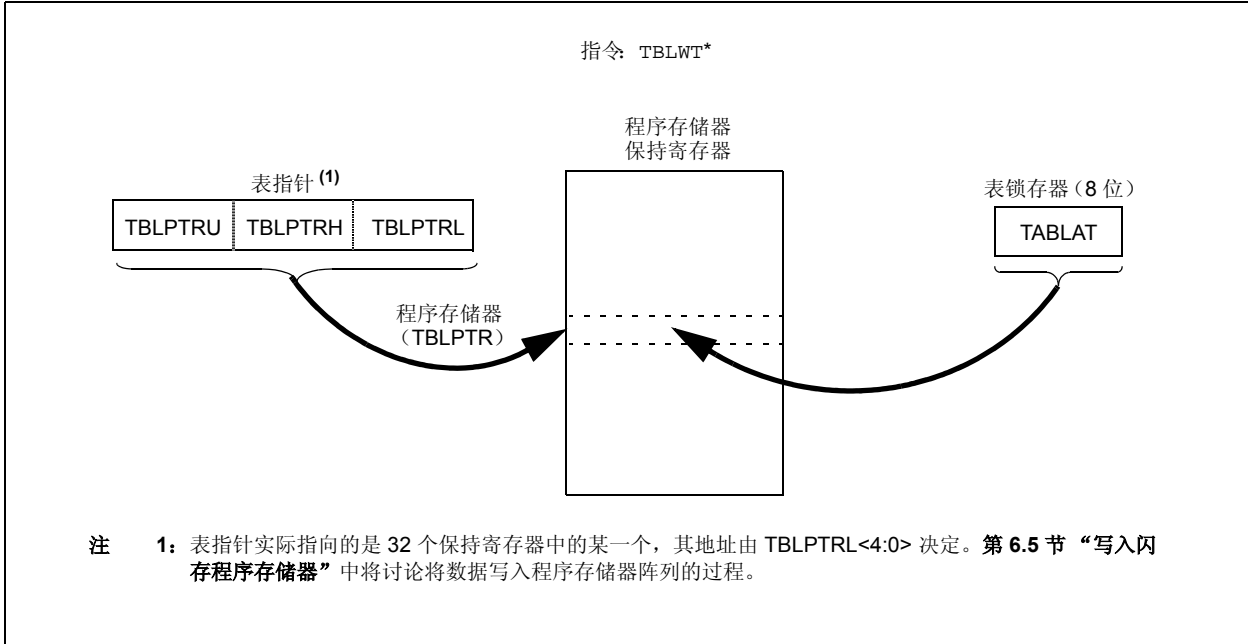 指令: TBLWT*
程序存储器
保持寄存器
表指针(1)
表锁存器（8 位）
TBLPTRU TBLPTRH TBLPTRL
TABLAT
程序存储器
（TBLPTR）
注 1: 表指针实际指向的是 32 个保持寄存器中的某一个，其地址由 TBLPTRL<4:0> 决定。第 6.5 节 “写入闪
存程序存储器”中将讨论将数据写入程序存储器阵列的过程。